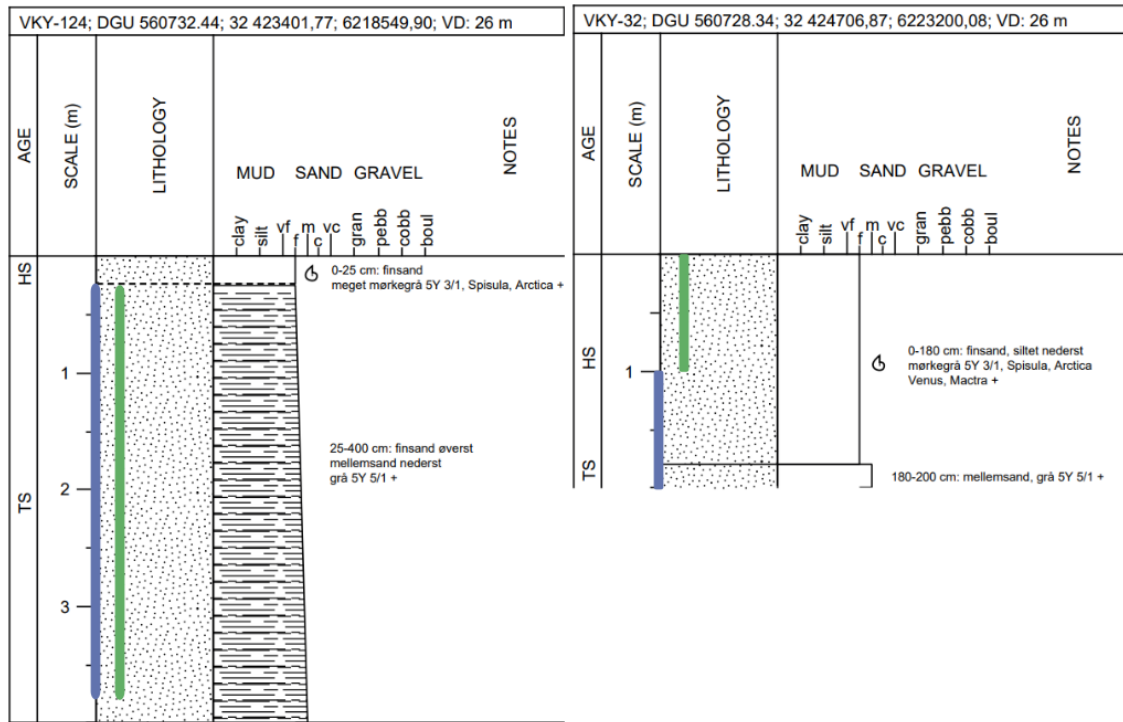 VKY-124; DGU 560732.44; 32 423401,77; 6218549,90; VD: 26 m
AGE
SCALE (m)
LITHOLOGY
MUD SAND GRAVEL
NOTES
clay
silt
vf
f
m
c
vc
gran
pebb
cobb
boul
HS
0-25 cm: finsand
meget mørkegrå 5Y 3/1, Spisula, Arctica +
1
25-400 cm: finsand øverst
mellemsand nederst
grå 5Y 5/1 +
2
TS
3
VKY-32; DGU 560728.34; 32 424706,87; 6223200,08; VD: 26 m
AGE
SCALE (m)
LITHOLOGY
MUD SAND GRAVEL
NOTES
clay
silt
vf
f
m
c
vc
gran
pebb
cobb
boul
HS
1
0-180 cm: finsand, siltet nederst
mørkegrå 5Y 3/1, Spisula, Arctica
Venus, Mactra +
TS
180-200 cm: mellemsand, grå 5Y 5/1 +